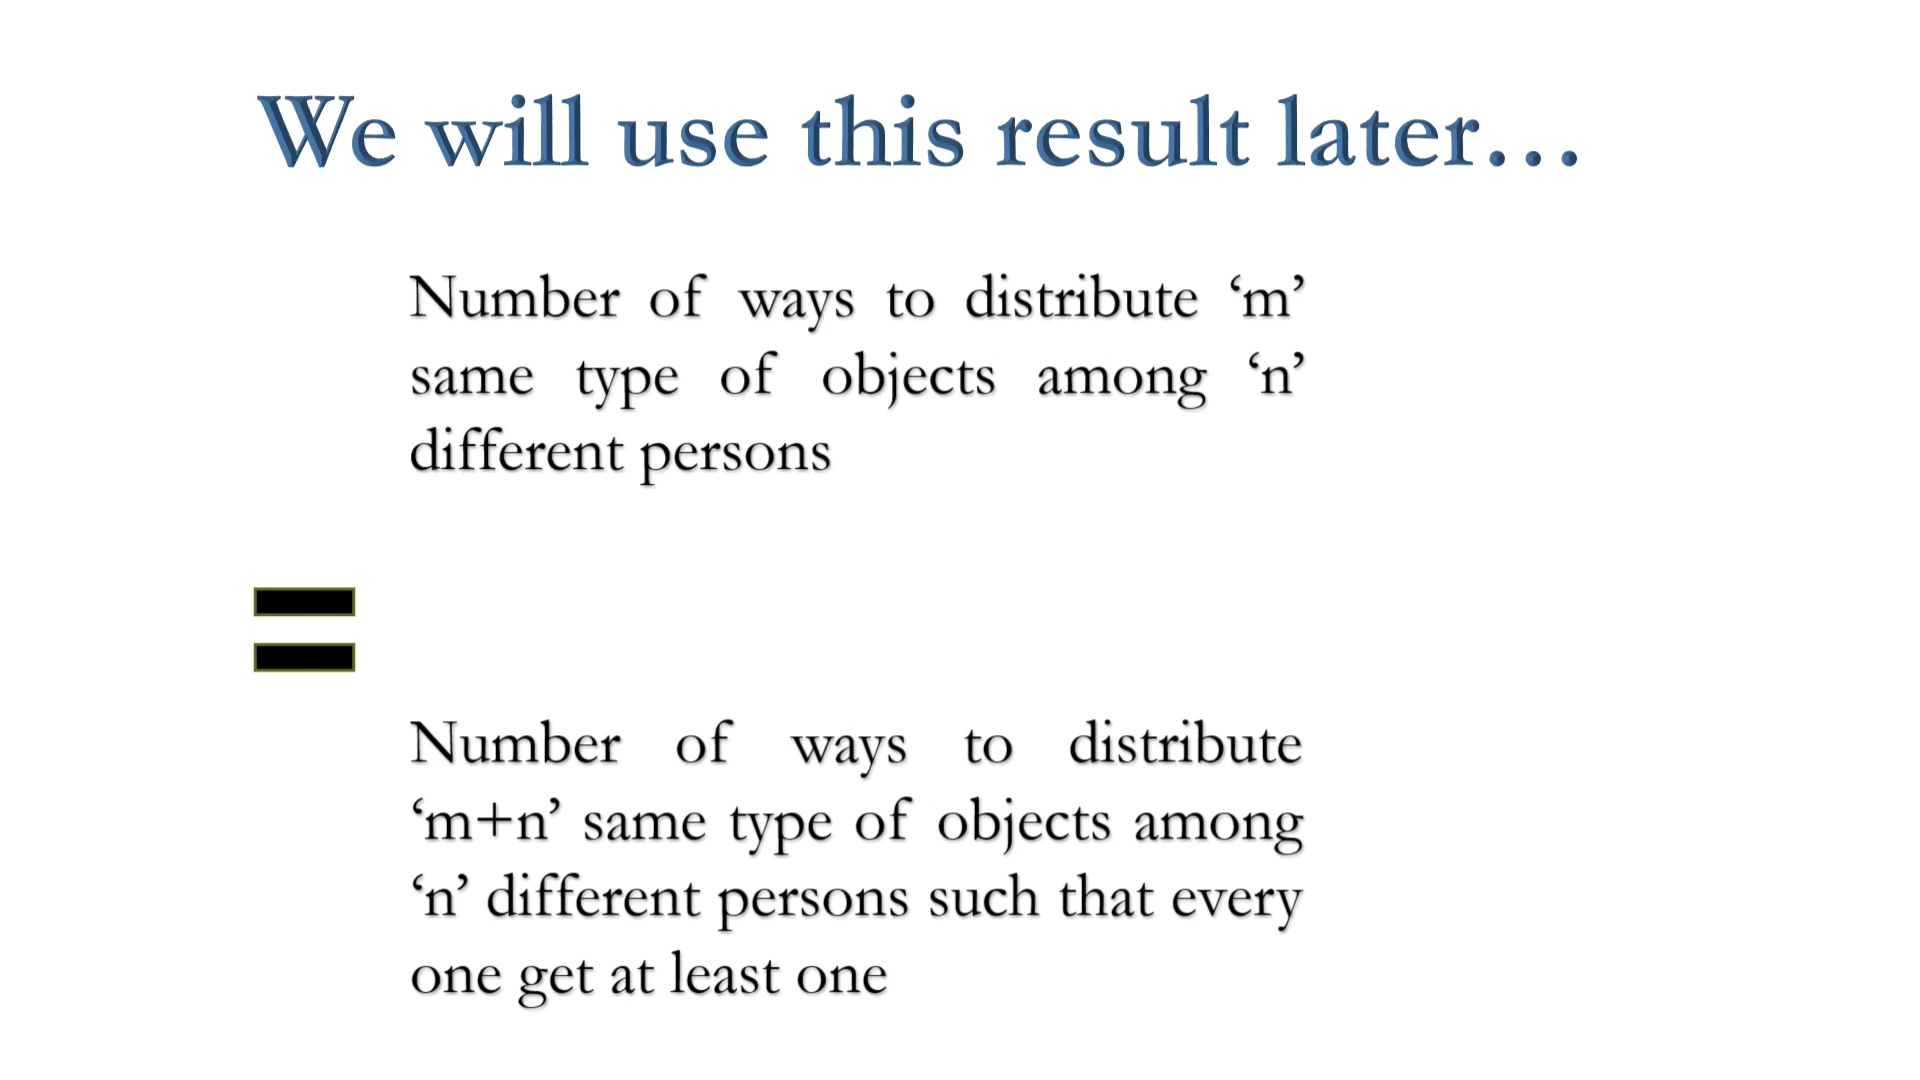 We will use this result later…
Number of ways to distribute ‘m’
same type of objects among ‘n’
different persons
=
Number of ways to distribute
‘m+n’ same type of objects among
‘n’ different persons such that every
one get at least one